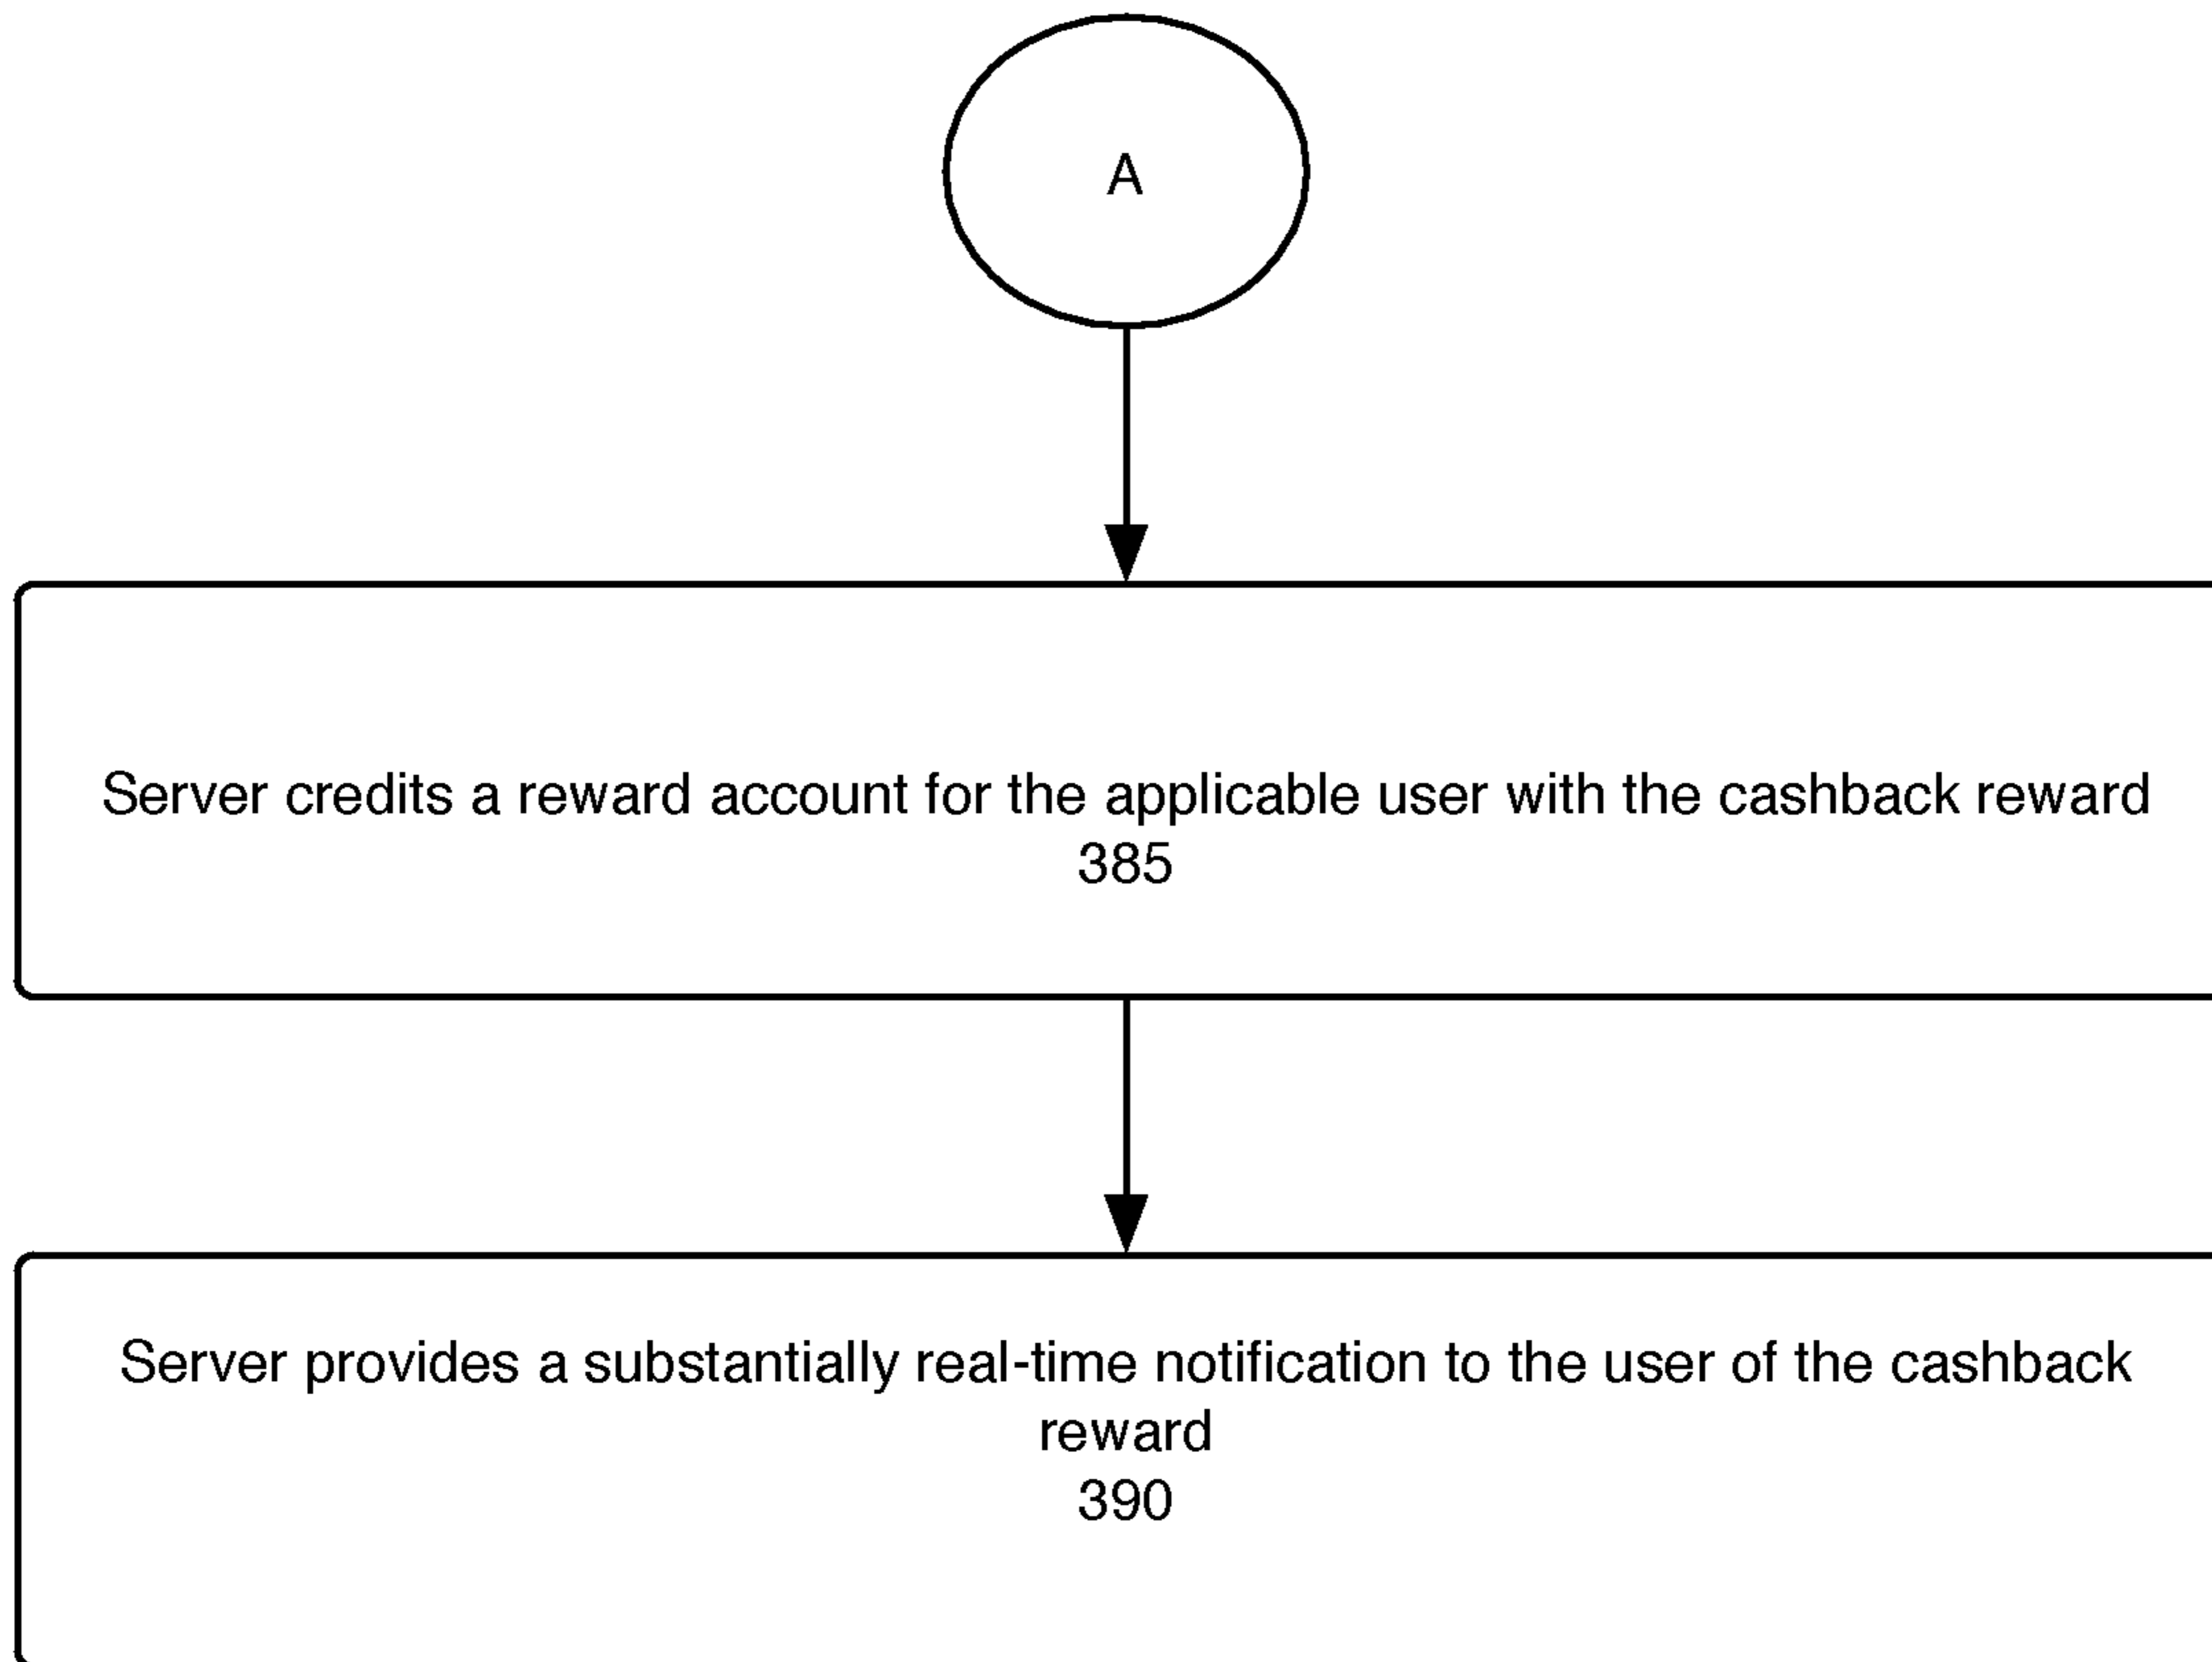 A
Server credits a reward account for the applicable user with the cashback reward
385
Server provides a substantially real-time notification to the user of the cashback
reward
390